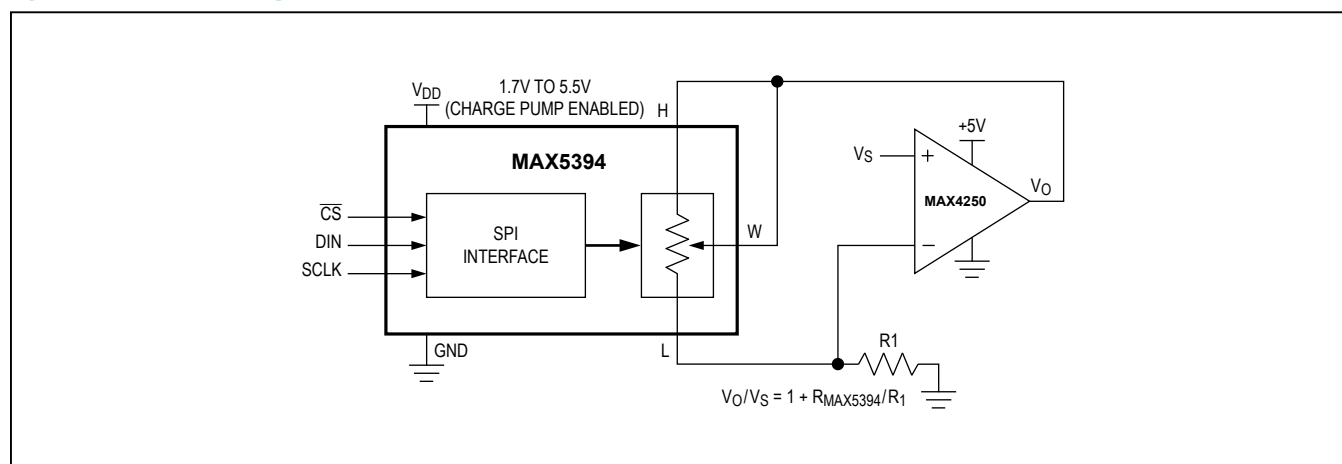 1.7V TO 5.5V
(CHARGE PUMP ENABLED)
VDD
H
MAX5394
CS
DIN
SCLK
SPI
INTERFACE
W
GND
L
VS
+
+5V
MAX4250
VO
−
R1
VO/VS = 1 + RMAX5394/R1